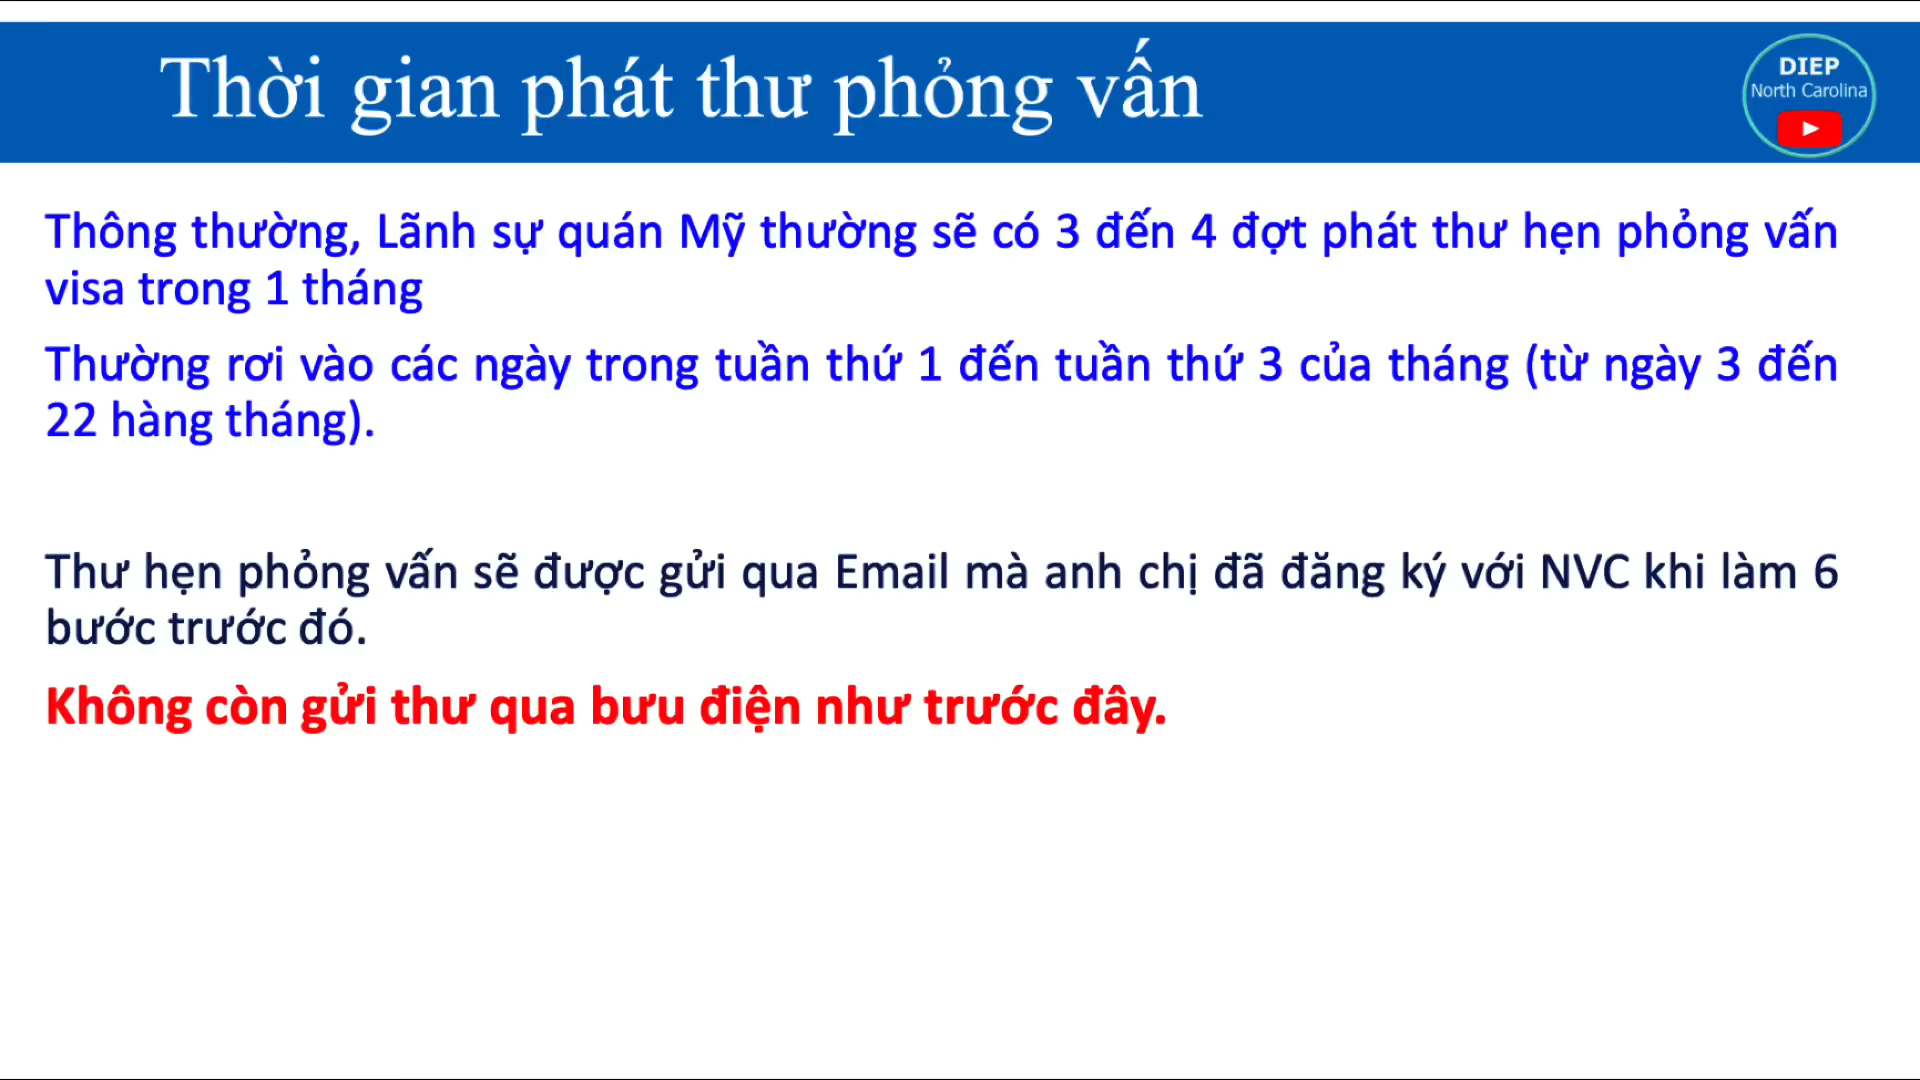 Thời gian phát thư phỏng vấn
DIEP
North Carolina
Thông thường, Lãnh sự quán Mỹ thường sẽ có 3 đến 4 đợt phát thư hẹn phỏng vấn
visa trong 1 tháng
Thường rơi vào các ngày trong tuần thứ 1 đến tuần thứ 3 của tháng (từ ngày 3 đến
22 hàng tháng).
Thư hẹn phỏng vấn sẽ được gửi qua Email mà anh chị đã đăng ký với NVC khi làm 6
bước trước đó.
Không còn gửi thư qua bưu điện như trước đây.